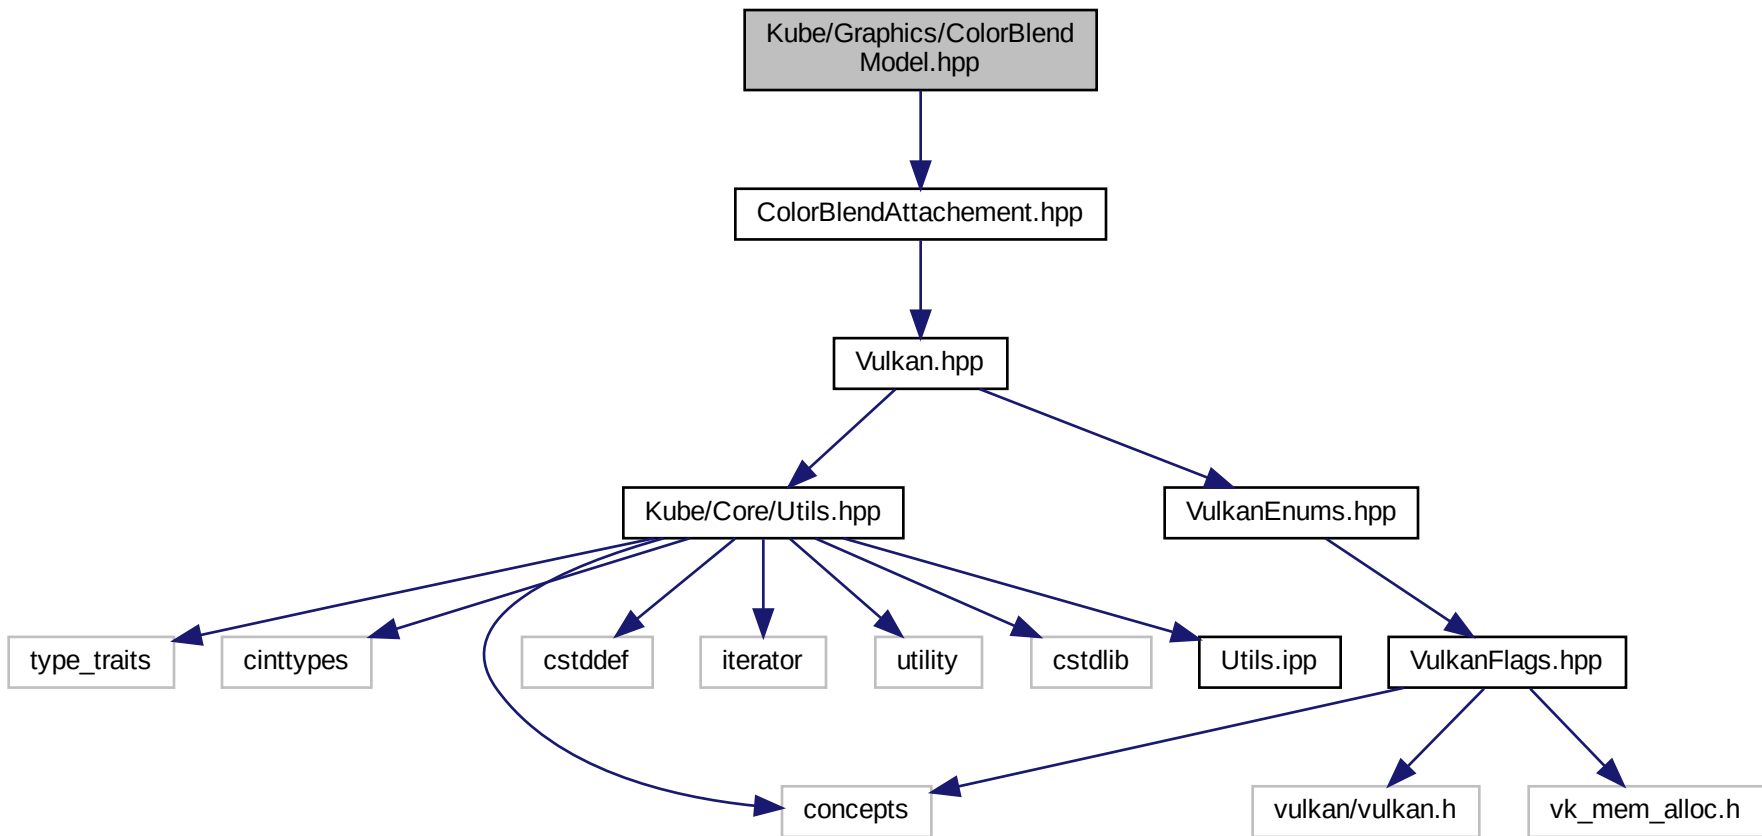 Kube/Graphics/ColorBlend
Model.hpp
ColorBlendAttachement.hpp
Vulkan.hpp
Kube/Core/Utils.hpp
VulkanEnums.hpp
type_traits
cinttypes
cstddef
iterator
utility
cstdlib
Utils.ipp
VulkanFlags.hpp
concepts
vulkan/vulkan.h
vk_mem_alloc.h